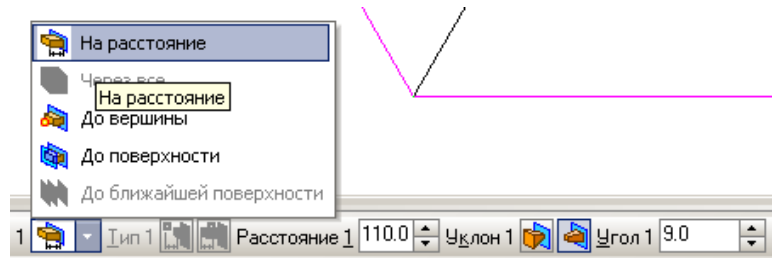 На расстояние
Через все
На расстояние
До вершины
До поверхности
До ближайшей поверхности
1 Тип 1 Расстояние 1 110.0 Уклон 1 Угол 1 9.0